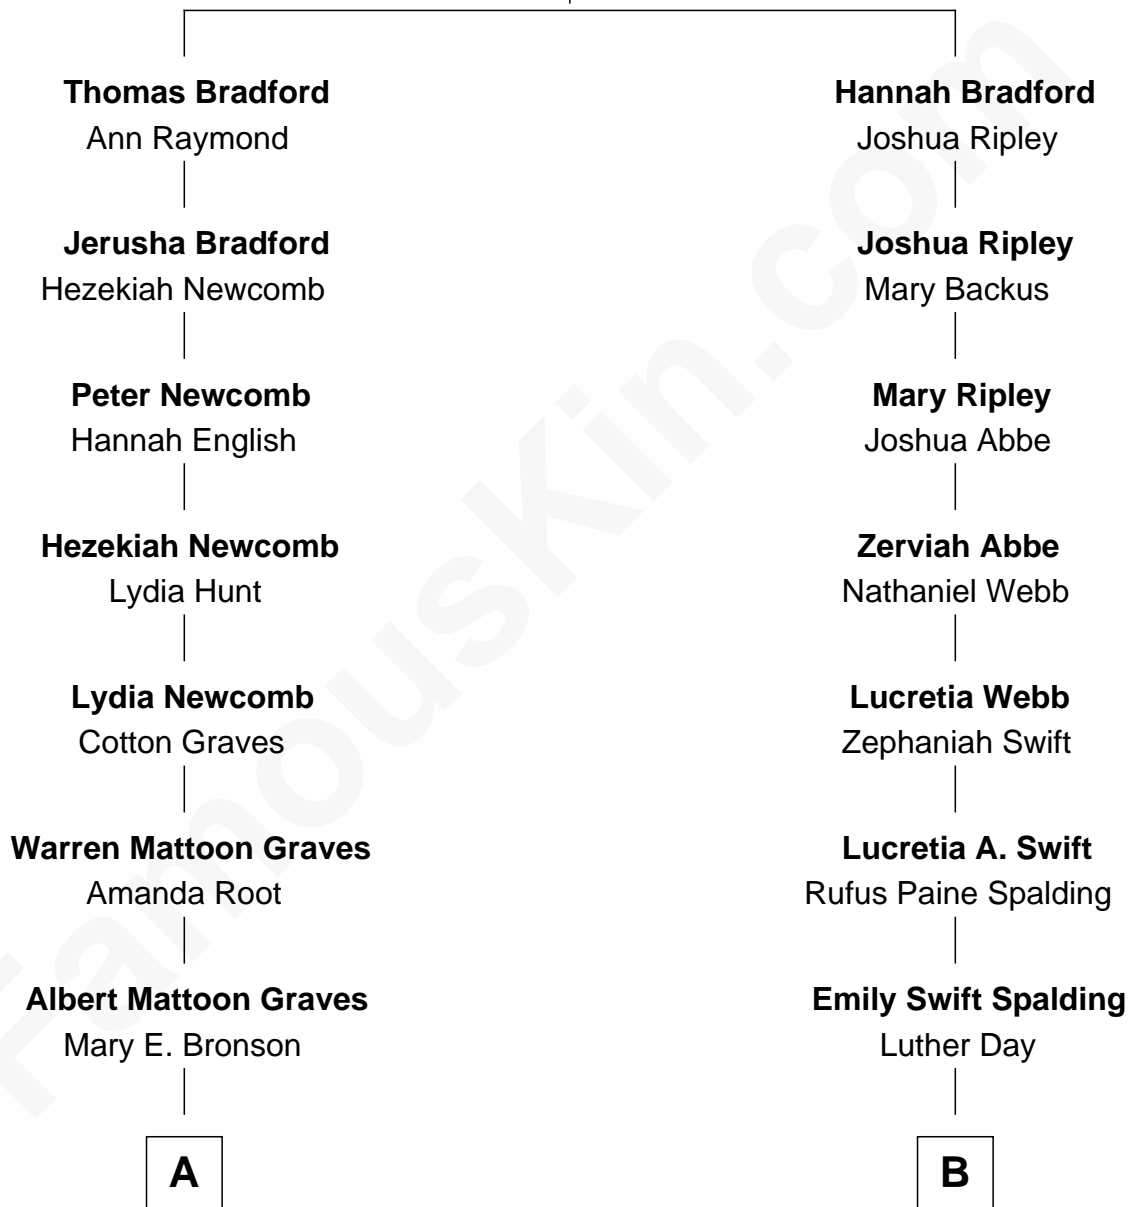 Thomas Bradford
Ann Raymond
Hannah Bradford
Joshua Ripley
Jerusha Bradford
Hezekiah Newcomb
Joshua Ripley
Mary Backus
Peter Newcomb
Hannah English
Mary Ripley
Joshua Abbe
Hezekiah Newcomb
Lydia Hunt
Zerviah Abbe
Nathaniel Webb
Lydia Newcomb
Cotton Graves
Lucretia Webb
Zephaniah Swift
Warren Mattoon Graves
Amanda Root
Lucretia A. Swift
Rufus Paine Spalding
Albert Mattoon Graves
Mary E. Bronson
Emily Swift Spalding
Luther Day
A
B
FamousKin.com